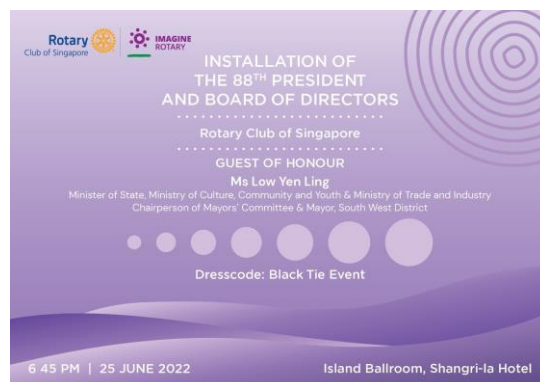 Rotary
Club of Singapore
IMAGINE
ROTARY
INSTALLATION OF
THE 88TH PRESIDENT
AND BOARD OF DIRECTORS
Rotary Club of Singapore
GUEST OF HONOUR
Ms Low Yen Ling
Minister of State, Ministry of Culture, Community and Youth & Ministry of Trade and Industry
Chairperson of Mayors' Committee & Mayor, South West District
Dresscode: Black Tie Event
6 45 PM | 25 JUNE 2022
Island Ballroom, Shangri-la Hotel